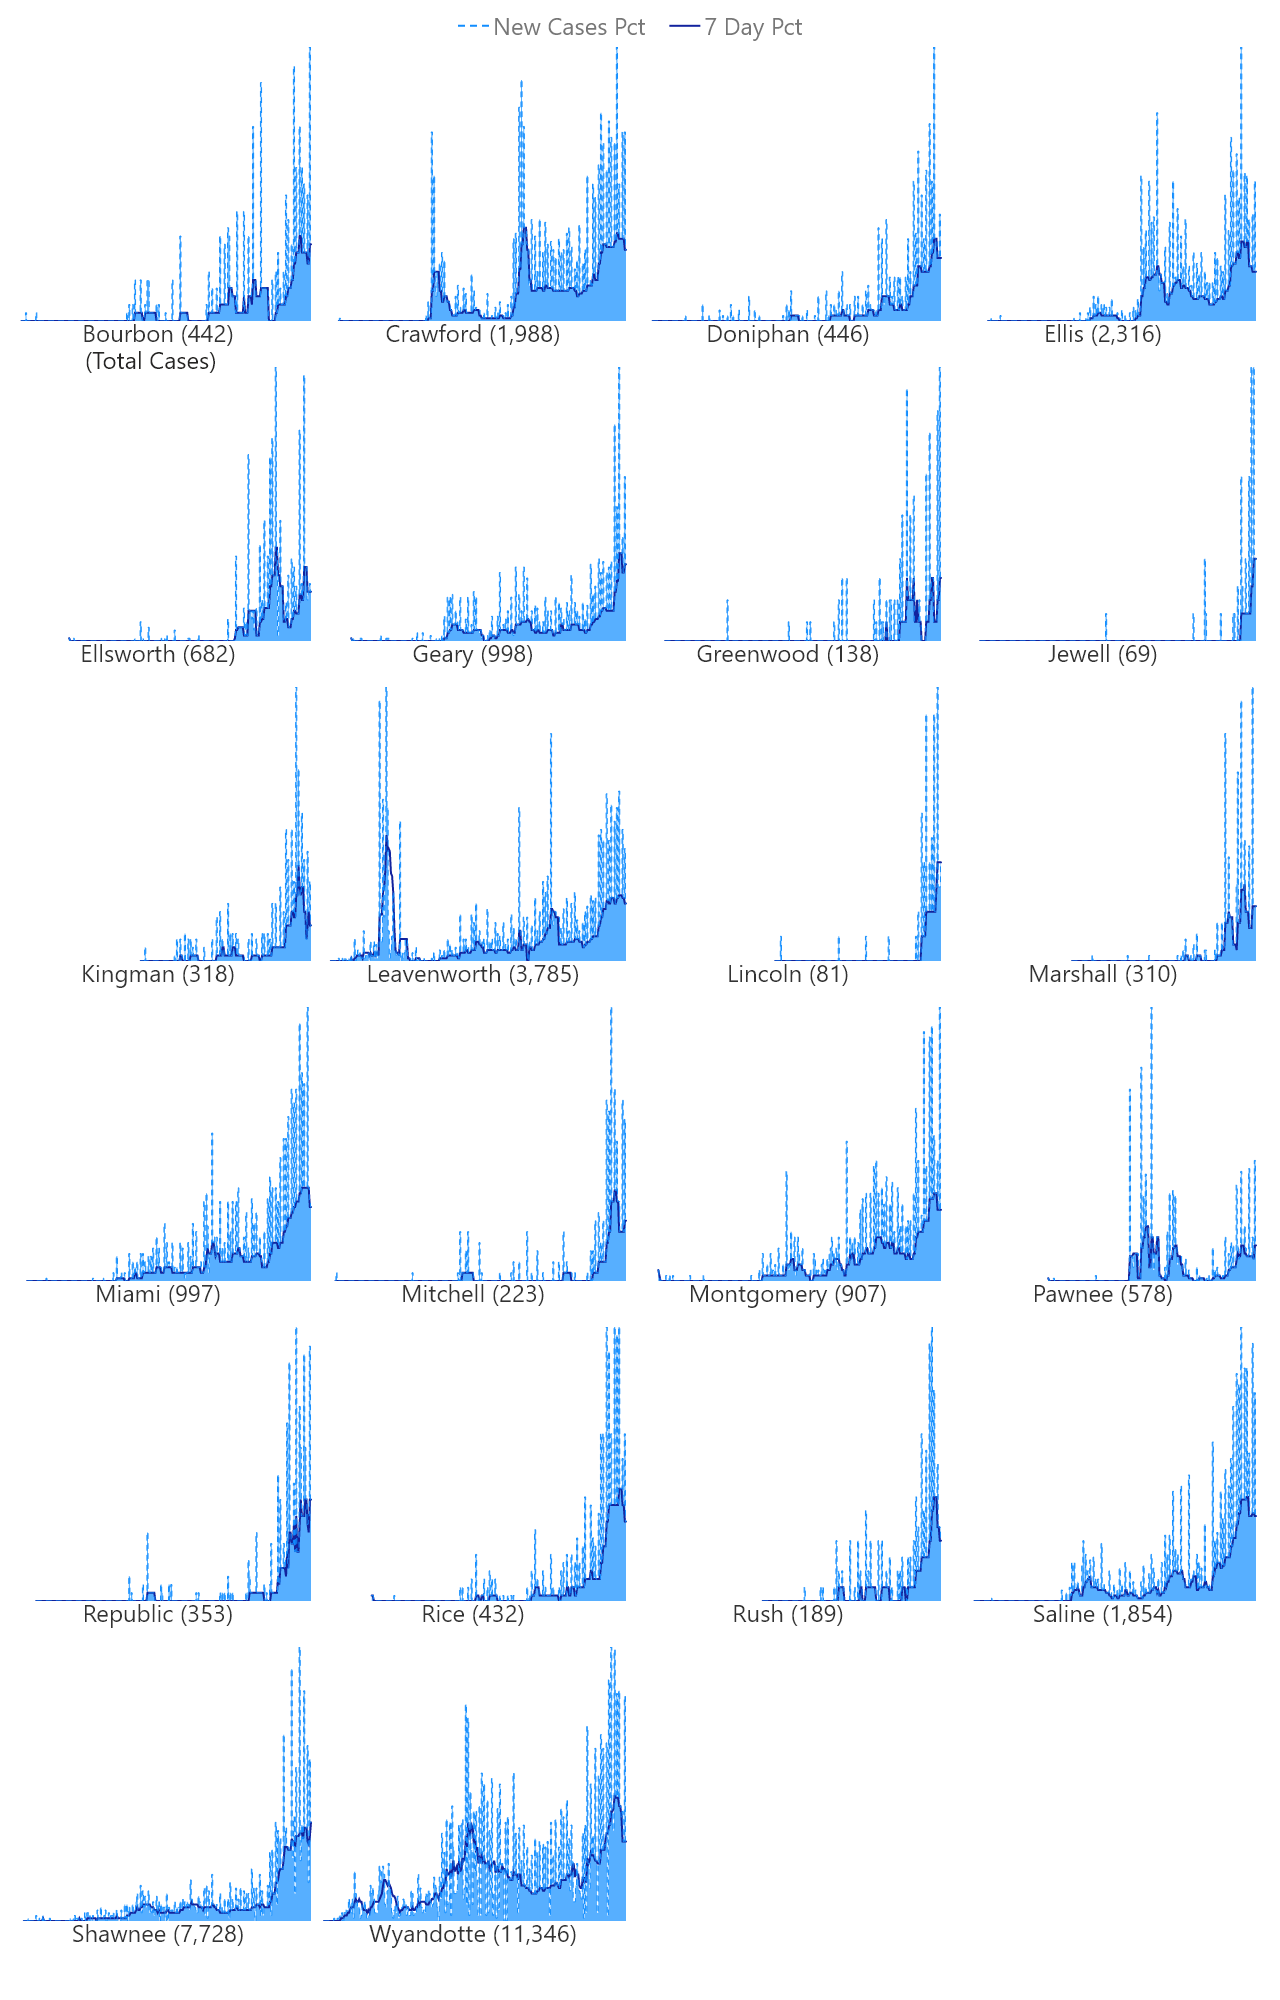 New Cases Pct 7 Day Pct
Bourbon (442) Crawford (1,988) Doniphan (446) Ellis (2,316)
(Total Cases)
Ellsworth (682) Geary (998) Greenwood (138) Jewell (69)
Kingman (318) Leavenworth (3,785) Lincoln (81) Marshall (310)
Miami (997) Mitchell (223) Montgomery (907) Pawnee (578)
Republic (353) Rice (432) Rush (189) Saline (1,854)
Shawnee (7,728) Wyandotte (11,346)